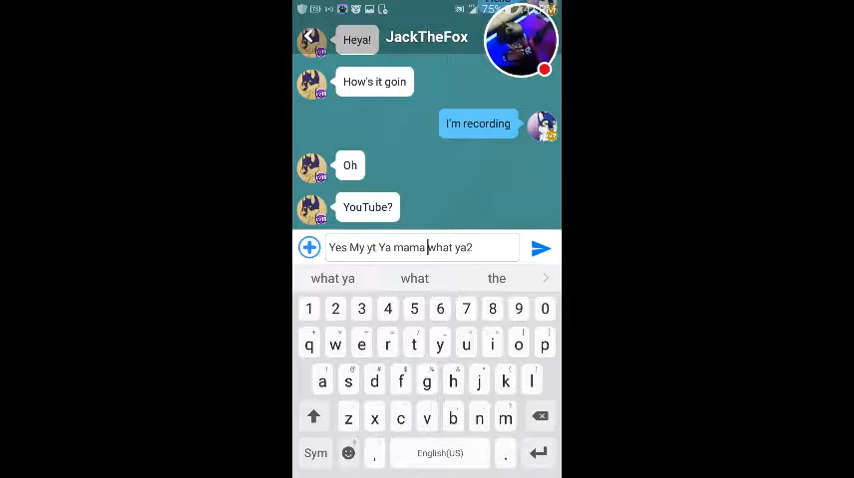 75%
JackTheFox
Heya!
How's it goin
I'm recording
Oh
YouTube?
Yes My yt Ya mama what ya2
what ya what the
1 2 3 4 5 6 7 8 9 0
q w e r t y u i o p
a s d f g h j k l
z x c v b n m
Sym , English(US) .